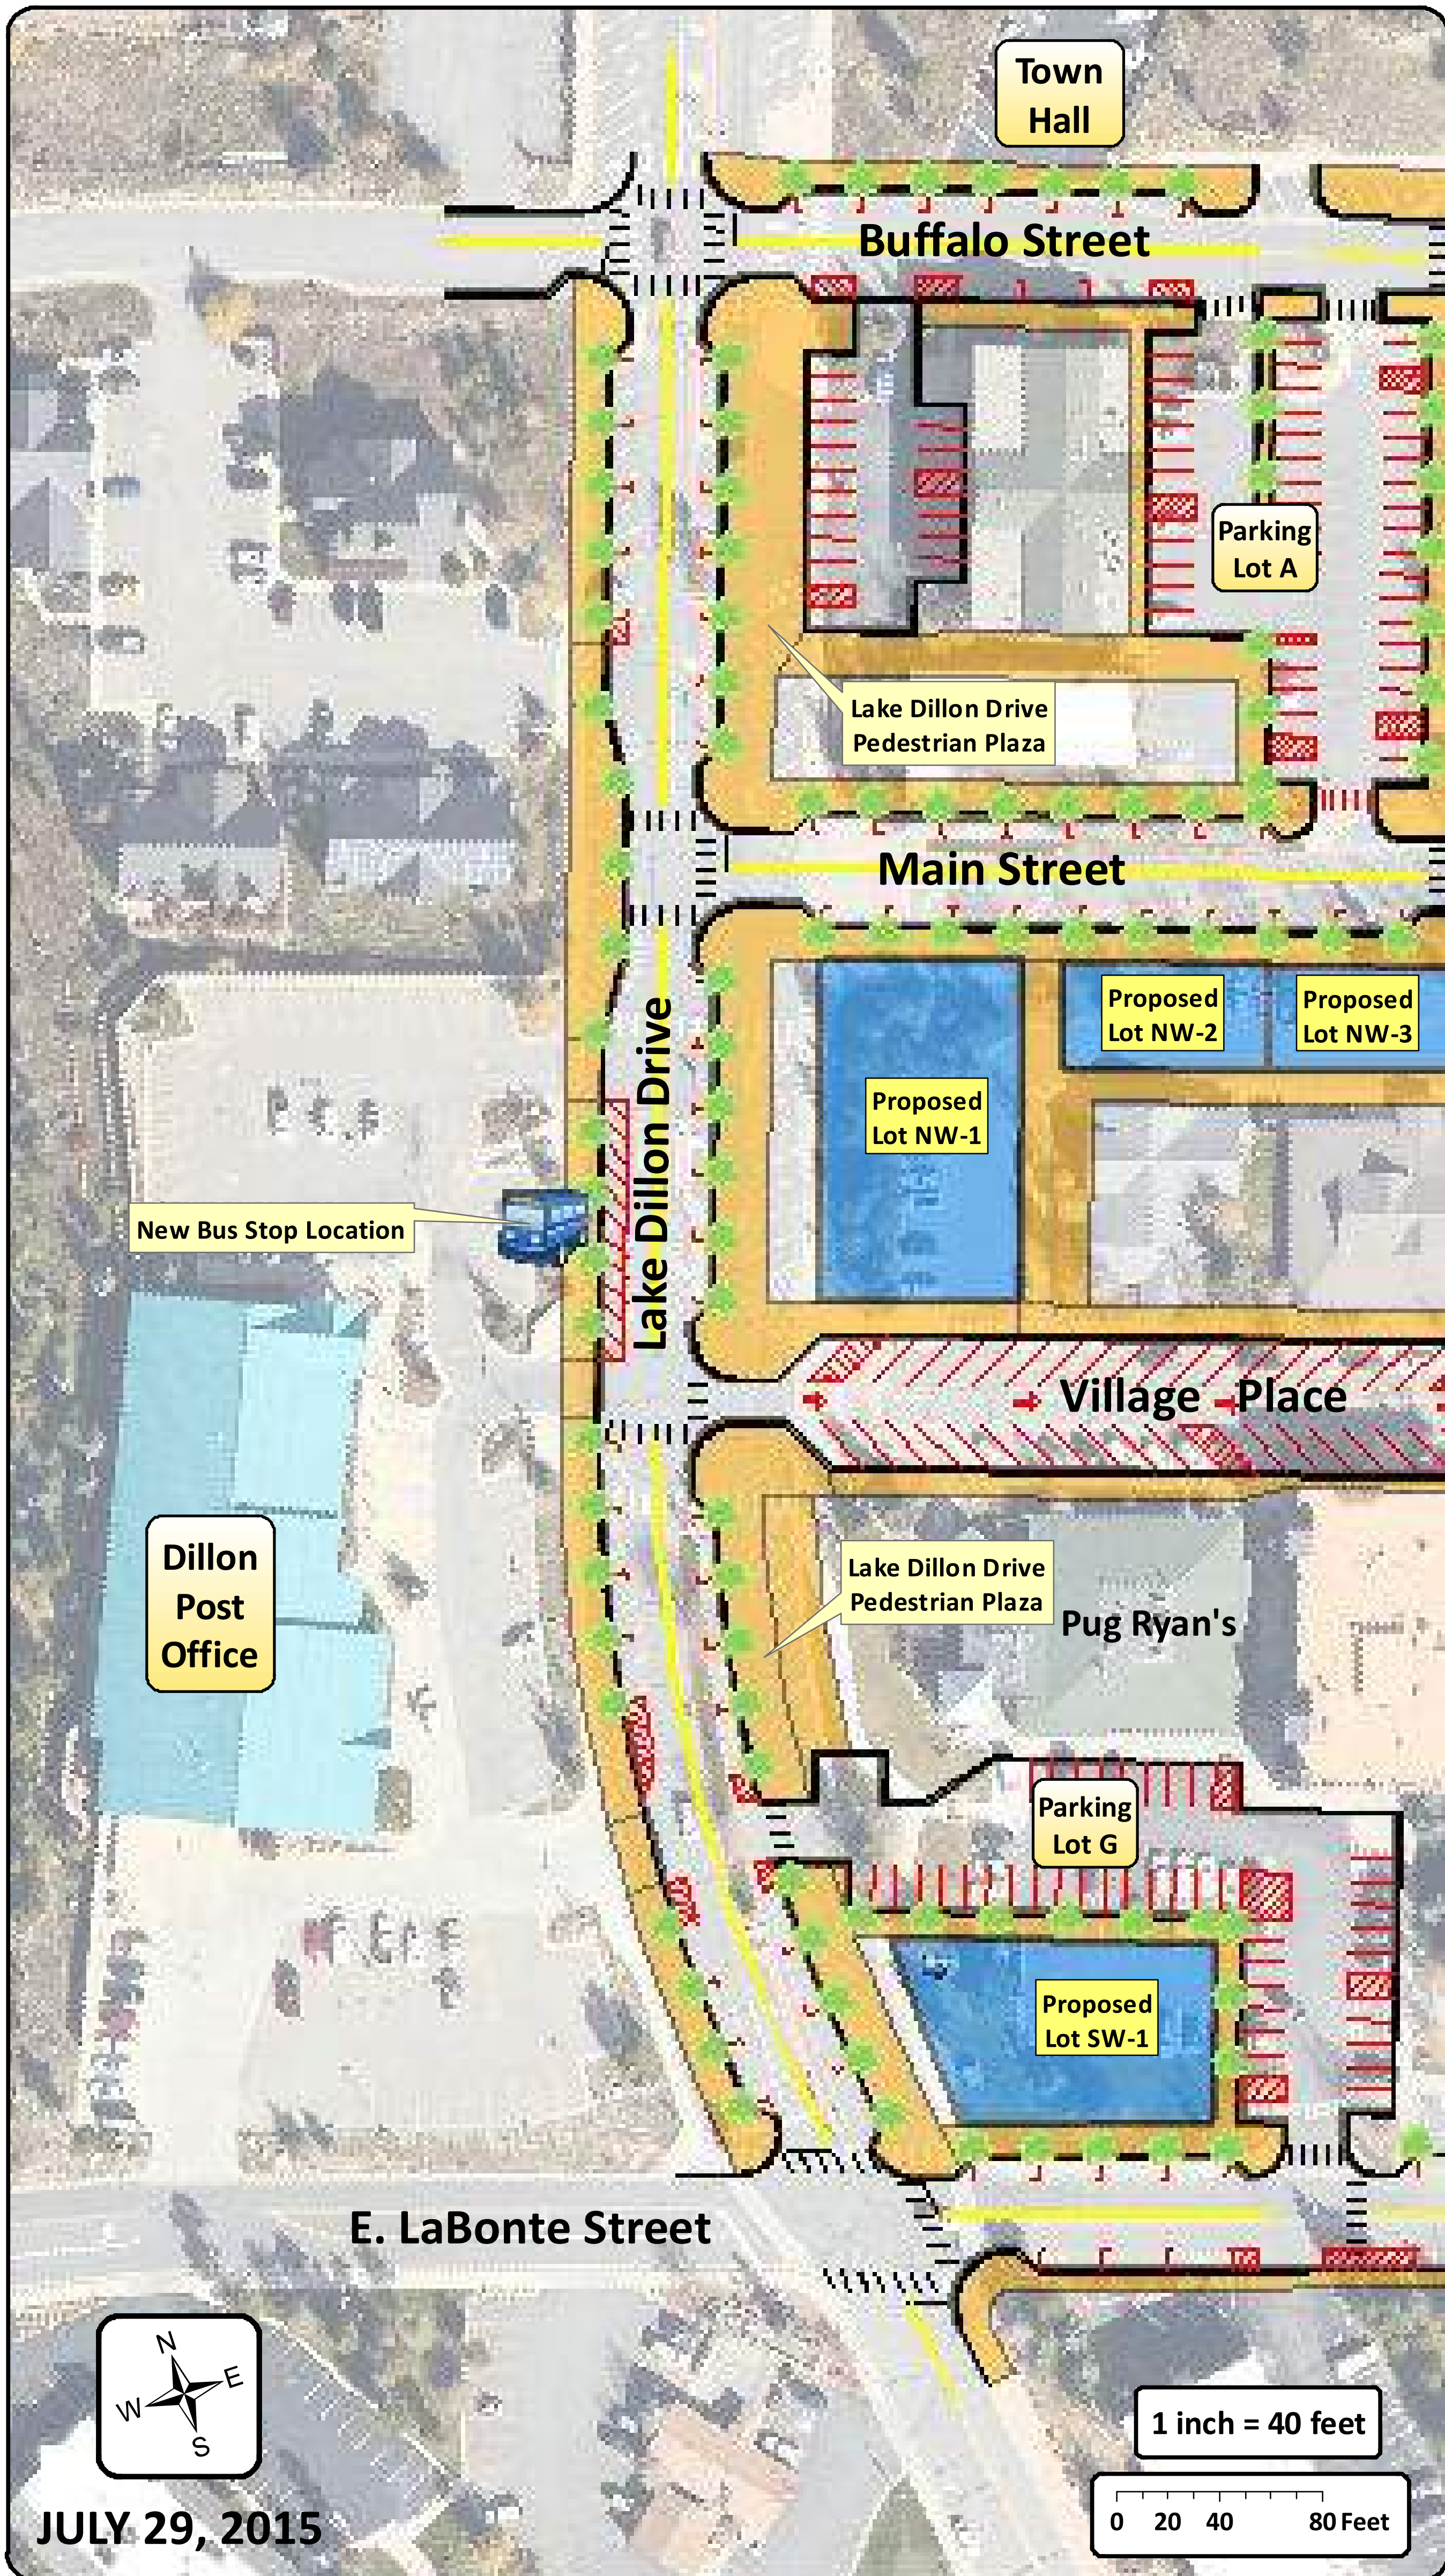 Town
Hall
Buffalo Street
Parking
Lot A
Lake Dillon Drive
Pedestrian Plaza
Main Street
Proposed
Lot NW-2
Proposed
Lot NW-3
Proposed
Lot NW-1
Lake Dillon Drive
New Bus Stop Location
Village Place
Dillon
Post
Office
Lake Dillon Drive
Pedestrian Plaza
Pug Ryan's
Parking
Lot G
Proposed
Lot SW-1
E. LaBonte Street
N
E
W
S
1 inch = 40 feet
0 20 40 80 Feet
JULY 29, 2015